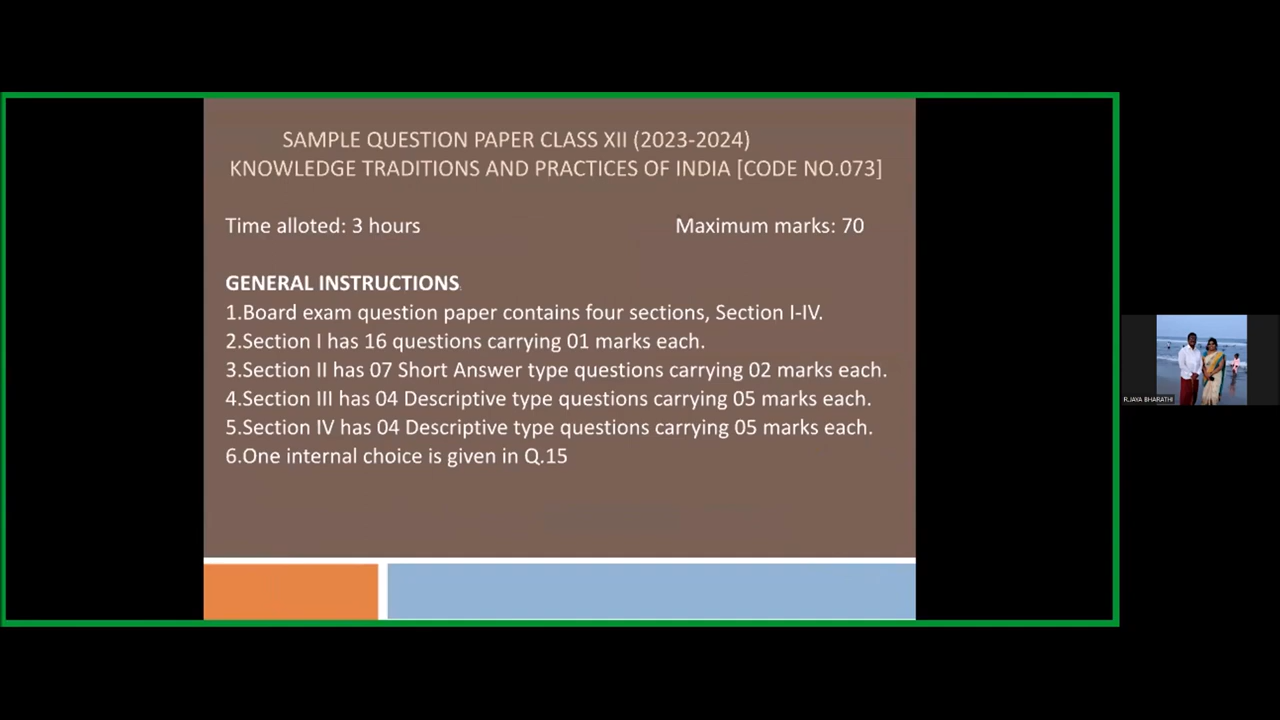 SAMPLE QUESTION PAPER CLASS XII (2023-2024)
KNOWLEDGE TRADITIONS AND PRACTICES OF INDIA [CODE NO.073]
Time alloted: 3 hours Maximum marks: 70
GENERAL INSTRUCTIONS
1.Board exam question paper contains four sections, Section I-IV.
2.Section I has 16 questions carrying 01 marks each.
3.Section II has 07 Short Answer type questions carrying 02 marks each.
4.Section III has 04 Descriptive type questions carrying 05 marks each.
5.Section IV has 04 Descriptive type questions carrying 05 marks each.
6.One internal choice is given in Q.15
R.JAYA BHARATHI